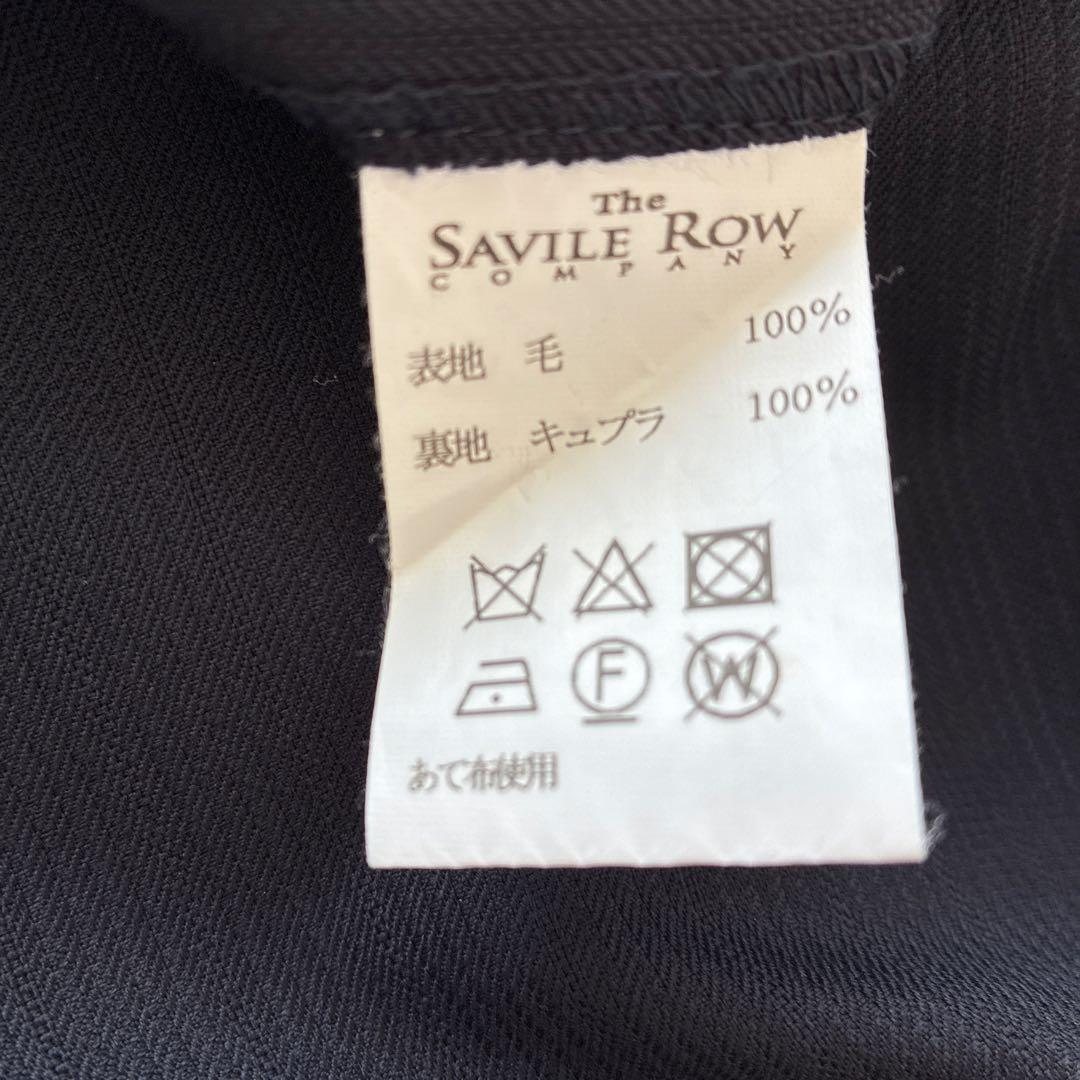 The
SAVILE ROW
COMPANY
表地 毛 100%
裏地 キュプラ 100%
F W
あて布使用